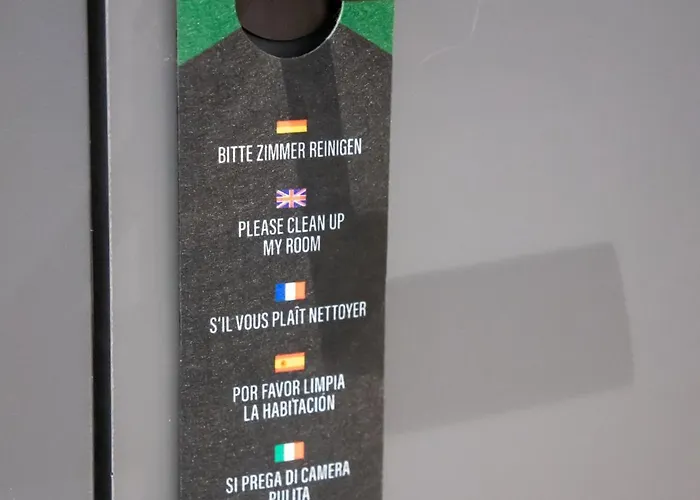 BITTE ZIMMER REINIGEN
PLEASE CLEAN UP
MY ROOM
S'IL VOUS PLAÎT NETTOYER
POR FAVOR LIMPIA
LA HABITACIÓN
SI PREGA DI CAMERA
PULITA